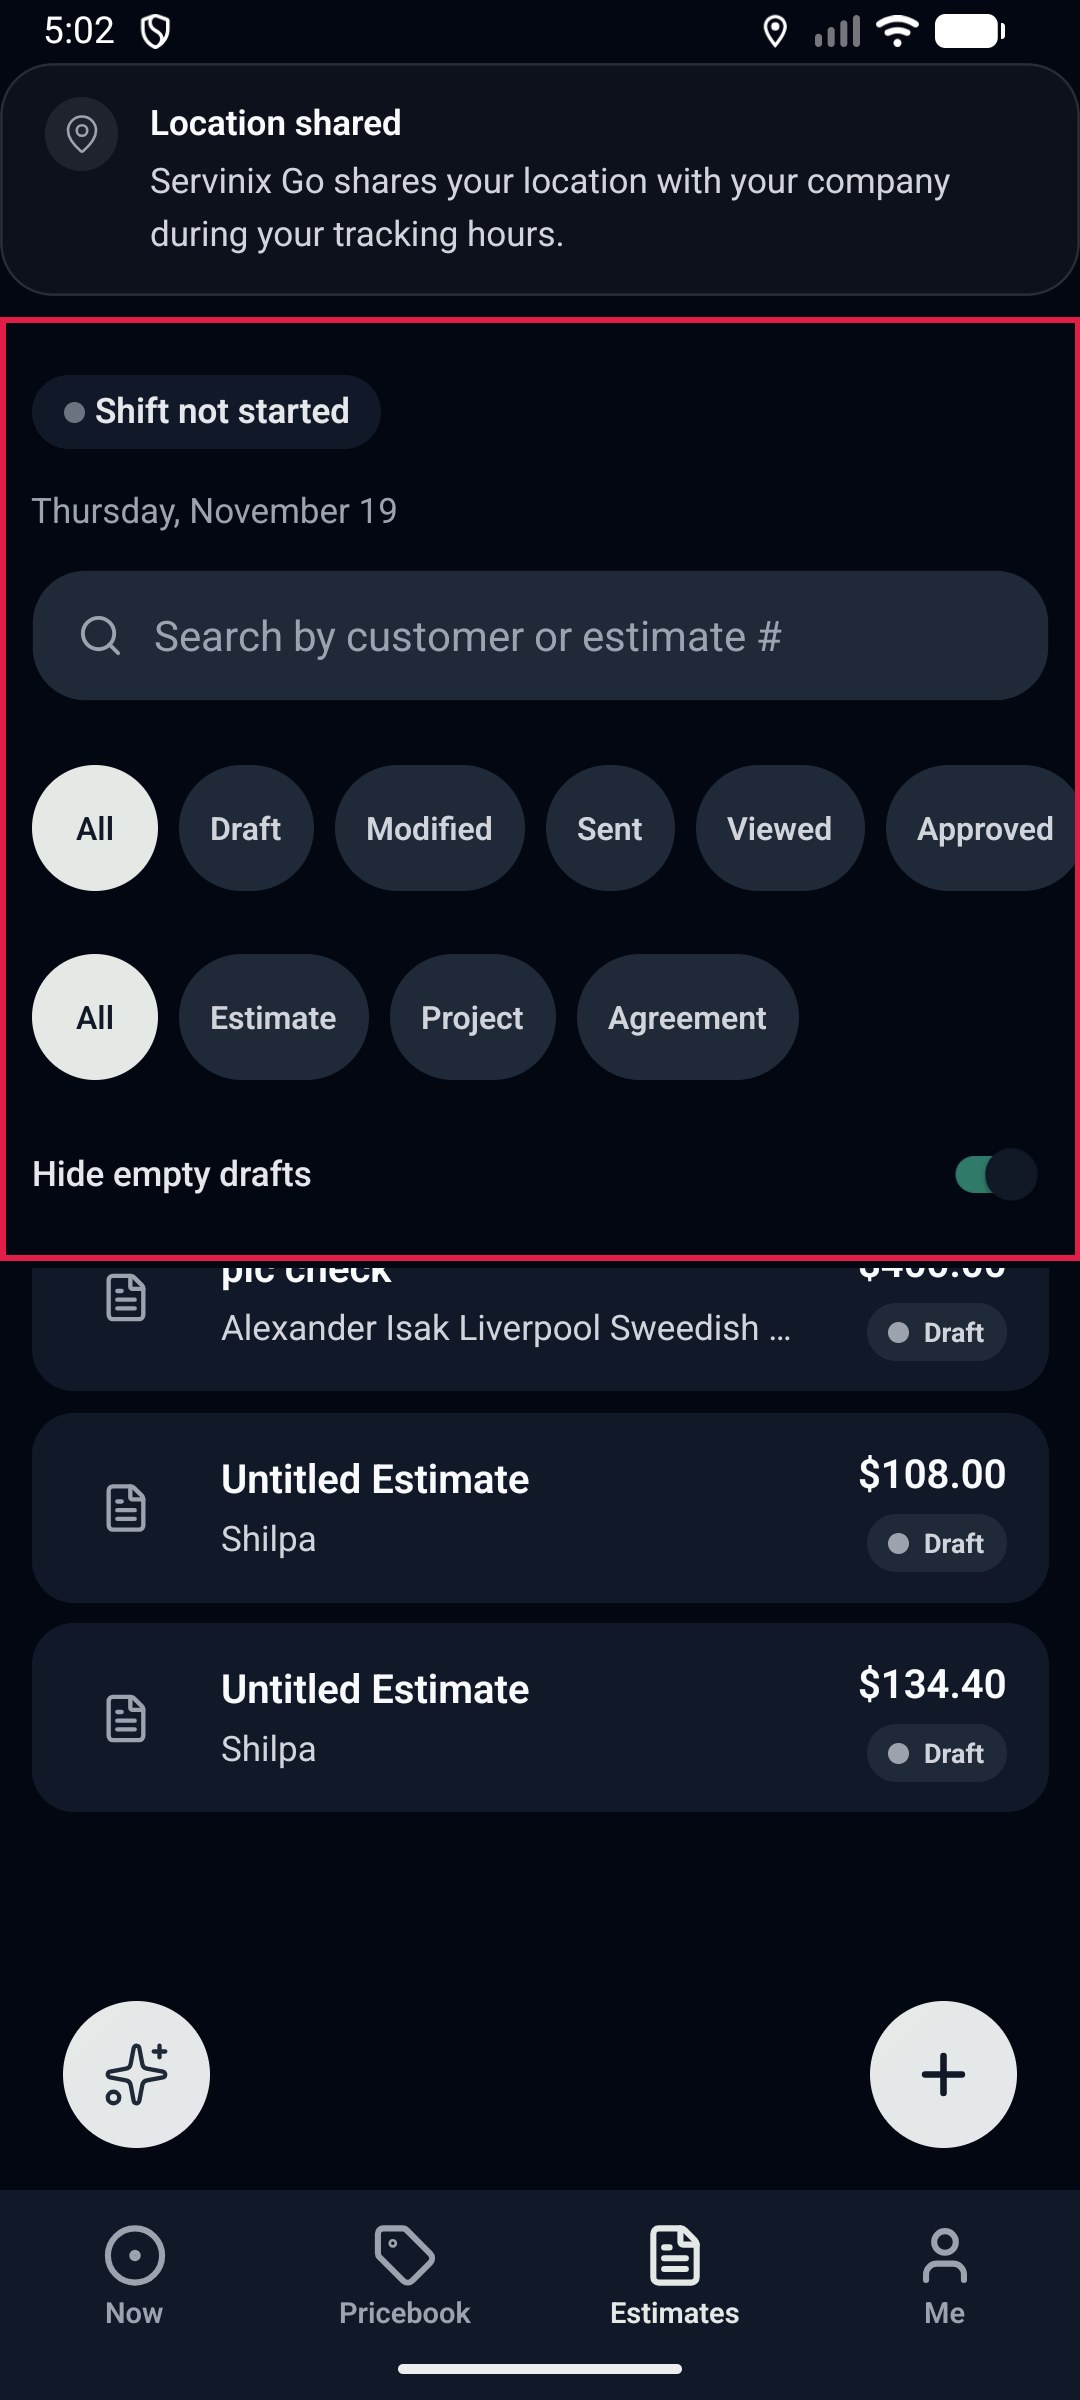 5:02
Location shared
Servinix Go shares your location with your company
during your tracking hours.
Shift not started
Thursday, November 19
Search by customer or estimate #
All Draft Modified Sent Viewed Approved
All Estimate Project Agreement
Hide empty drafts
pic check
Alexander Isak Liverpool Sweedish ...
Draft
Untitled Estimate $108.00
Shilpa Draft
Untitled Estimate $134.40
Shilpa Draft
Now Pricebook Estimates Me